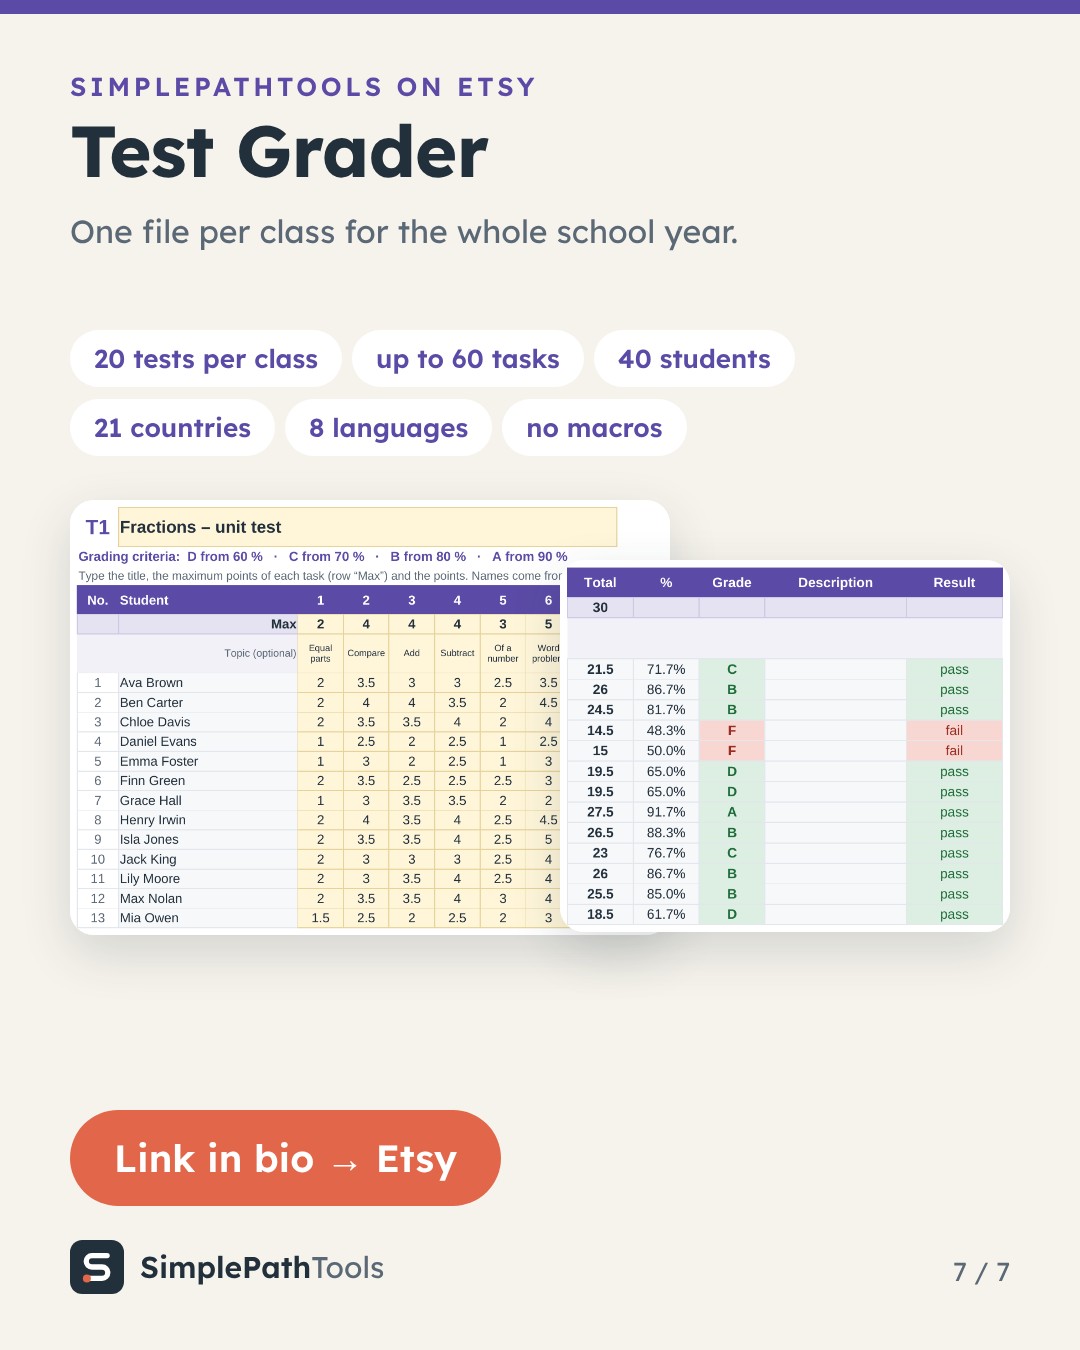 SIMPLEPATHTOOLS ON ETSY
Test Grader
One file per class for the whole school year.
20 tests per class
up to 60 tasks
40 students
21 countries
8 languages
no macros
T1 Fractions – unit test
Grading criteria: D from 60 % · C from 70 % · B from 80 % · A from 90 %
Type the title, the maximum points of each task (row “Max”) and the points. Names come
No. Student 1 2 3 4 5 6
Max 2 4 4 4 3 5
Topic (optional) Equal parts Compare Add Subtract Of a number Word
1 Ava Brown 2 3.5 3 3 2.5 3.5
2 Ben Carter 2 4 4 3.5 2 4.5
3 Chloe Davis 2 3.5 3.5 4 2 4
4 Daniel Evans 1 2.5 2 2.5 1 2.5
5 Emma Foster 1 3 2 2.5 1 3
6 Finn Green 2 3.5 2.5 2.5 2.5 3
7 Grace Hall 1 3 3.5 3.5 2 2
8 Henry Irwin 2 4 3.5 4 2.5 4.5
9 Isla Jones 2 3.5 3.5 4 2.5 5
10 Jack King 2 3 3 3 2.5 4
11 Lily Moore 2 3 3.5 4 2.5 4
12 Max Nolan 2 3.5 3.5 4 3 4
13 Mia Owen 1.5 2.5 2 2.5 2 3
Total % Grade Description Result
30
21.5 71.7% C pass
26 86.7% B pass
24.5 81.7% B pass
14.5 48.3% F fail
15 50.0% F fail
19.5 65.0% D pass
19.5 65.0% D pass
27.5 91.7% A pass
26.5 88.3% B pass
23 76.7% C pass
26 86.7% B pass
25.5 85.0% B pass
18.5 61.7% D pass
Link in bio → Etsy
SimplePathTools
7 / 7